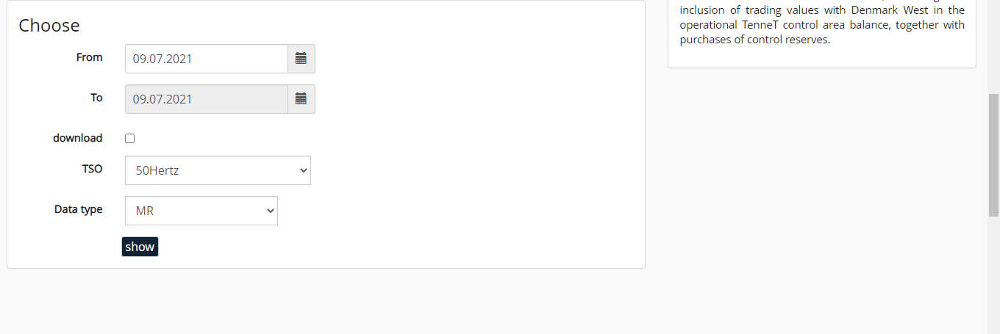 Choose
From
09.07.2021
To
09.07.2021
download
TSO
50Hertz
Data type
MR
show
inclusion of trading values with Denmark West in the
operational TenneT control area balance, together with
purchases of control reserves.